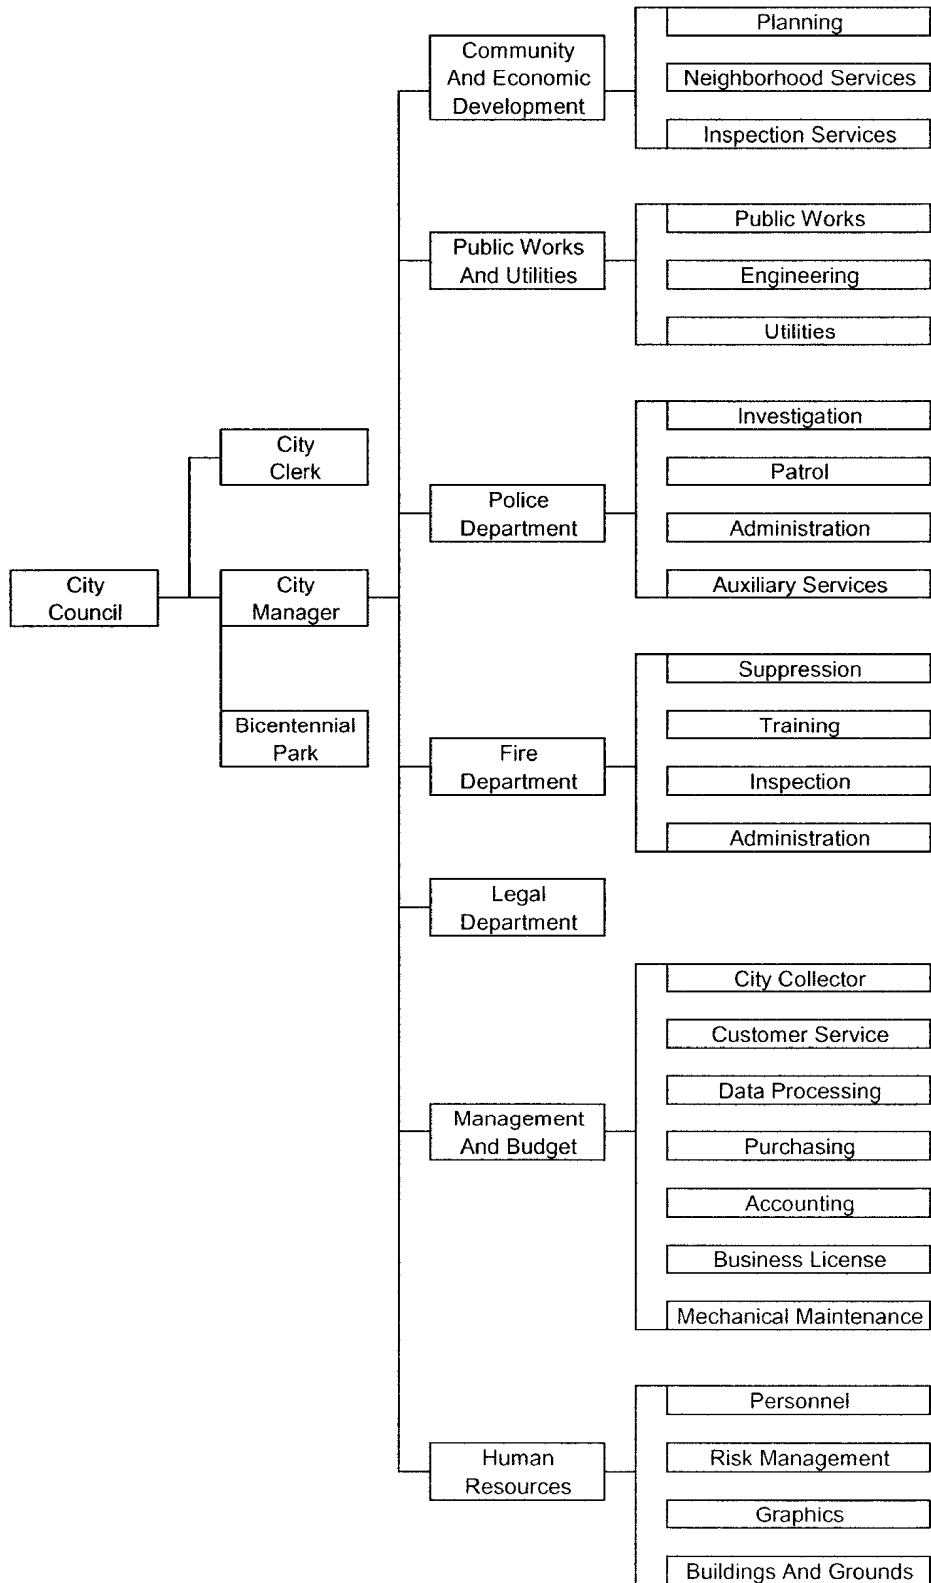 City
Council
City
Clerk
City
Manager
Bicentennial
Park
Community
And Economic
Development
Planning
Neighborhood Services
Inspection Services
Public Works
And Utilities
Public Works
Engineering
Utilities
Police
Department
Investigation
Patrol
Administration
Auxiliary Services
Fire
Department
Suppression
Training
Inspection
Administration
Legal
Department
Management
And Budget
City Collector
Customer Service
Data Processing
Purchasing
Accounting
Business License
Mechanical Maintenance
Human
Resources
Personnel
Risk Management
Graphics
Buildings And Grounds